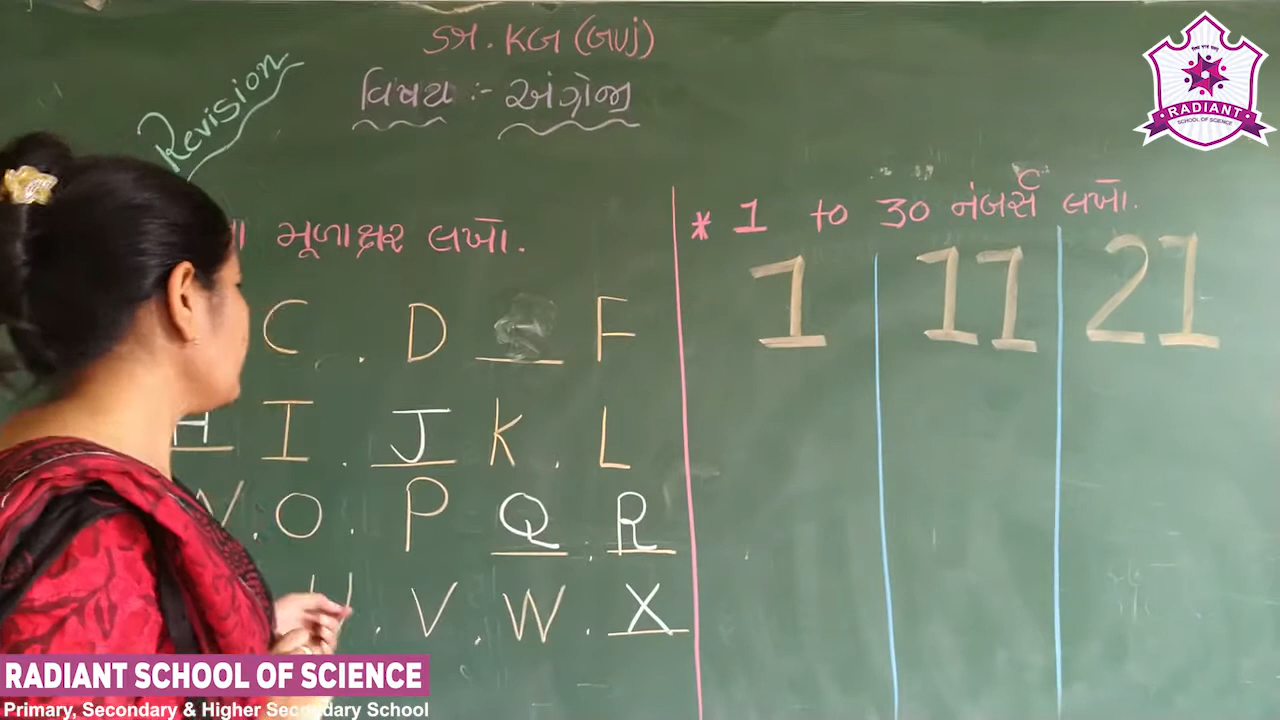 Revision
ડ્રો. KG (ગુj)
વિષય :- અંગ્રેજી
મૂળાક્ષર લખો.
C . D _ F
H I . J K . L
N . O . P Q . R
U . V . W . X
* 1 to 30 નંબર્સ લખો.
1 11 21
RADIANT
SCHOOL OF SCIENCE
RADIANT SCHOOL OF SCIENCE
Primary, Secondary & Higher Secondary School